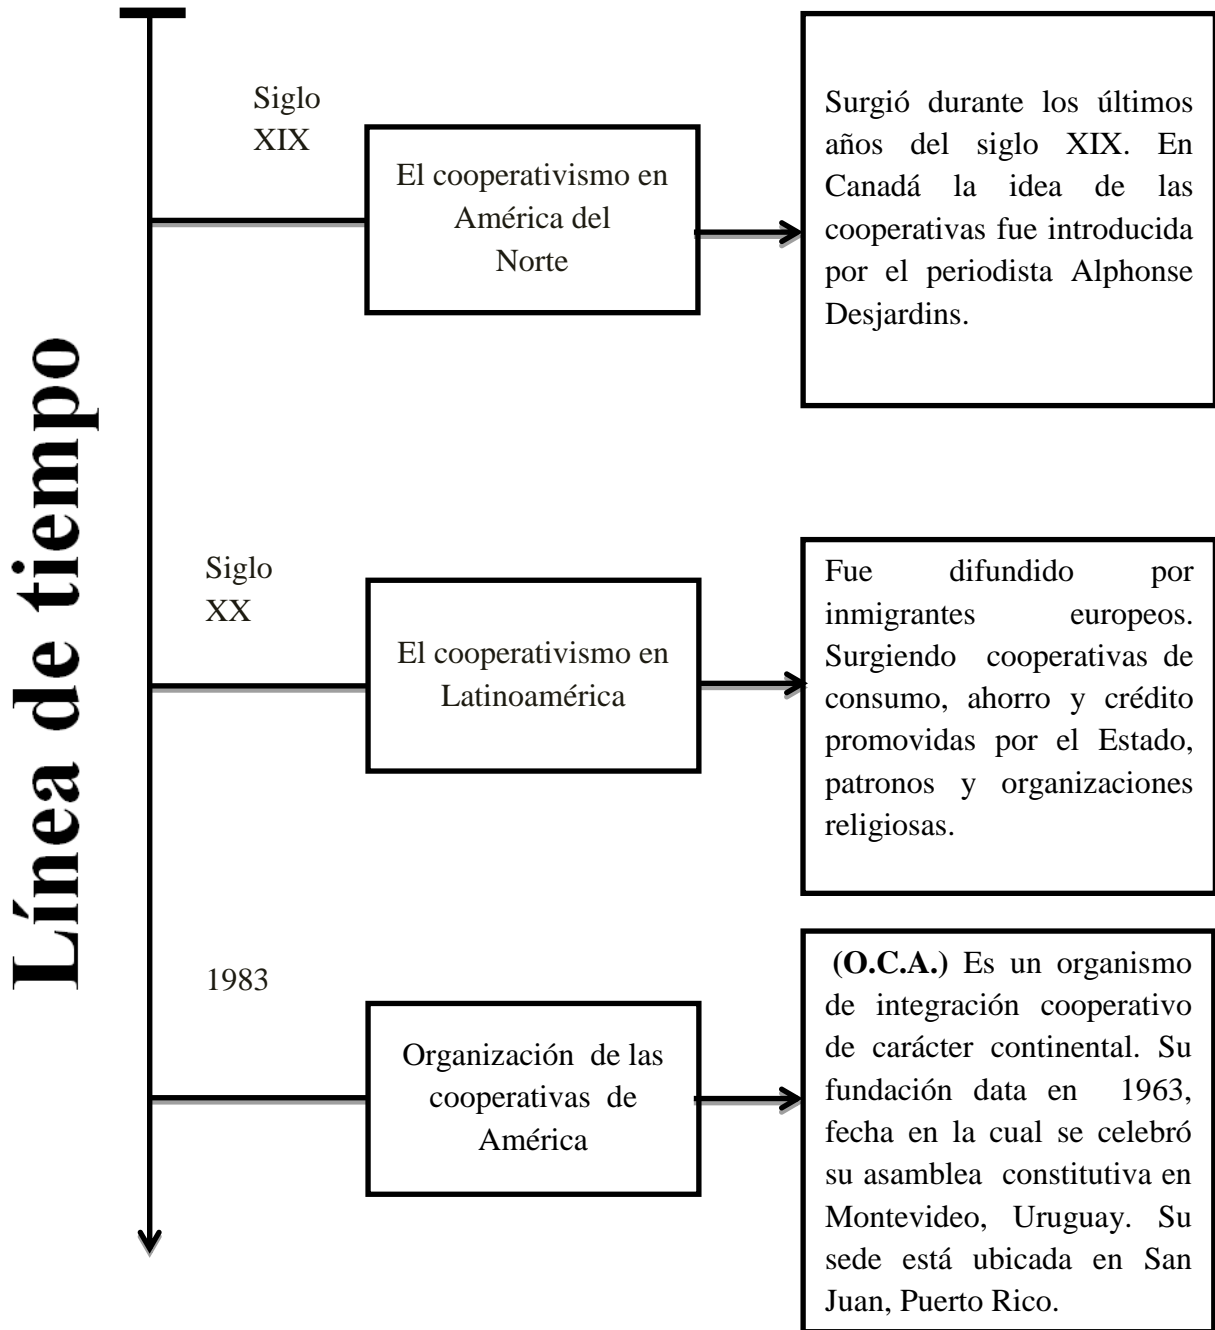 Línea de tiempo
Siglo
XIX
El cooperativismo en
América del
Norte
Surgió durante los últimos
años del siglo XIX. En
Canadá la idea de las
cooperativas fue introducida
por el periodista Alphonse
Desjardins.
Siglo
XX
El cooperativismo en
Latinoamérica
Fue difundido por
inmigrantes europeos.
Surgiendo cooperativas de
consumo, ahorro y crédito
promovidas por el Estado,
patronos y organizaciones
religiosas.
1983
Organización de las
cooperativas de
América
(O.C.A.) Es un organismo
de integración cooperativo
de carácter continental. Su
fundación data en 1963,
fecha en la cual se celebró
su asamblea constitutiva en
Montevideo, Uruguay. Su
sede está ubicada en San
Juan, Puerto Rico.